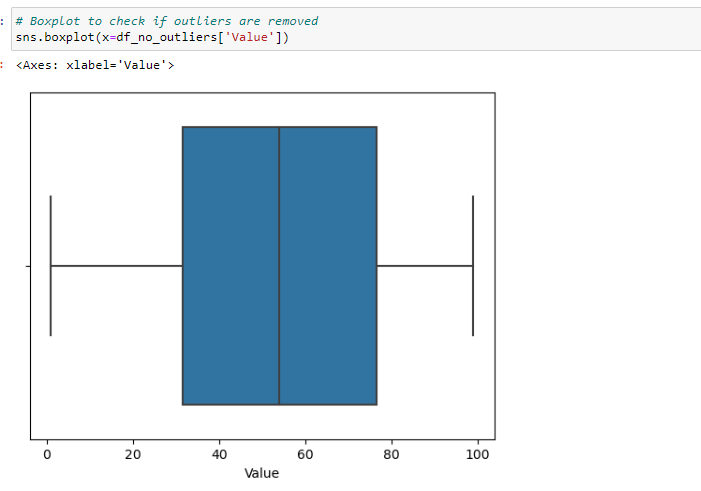 : # Boxplot to check if outliers are removed
sns.boxplot(x=df_no_outliers['Value'])
: <Axes: xlabel='Value'>
0 20 40 60 80 100
Value